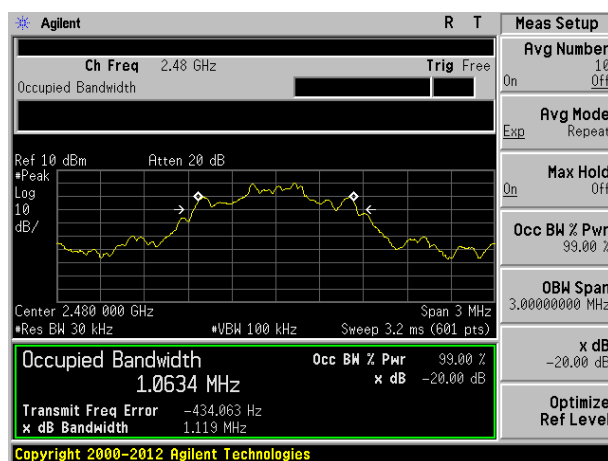 Agilent R T
Ch Freq 2.48 GHz Trig Free
Occupied Bandwidth
Ref 10 dBm Atten 20 dB
#Peak
Log
10
dB/
Center 2.480 000 GHz Span 3 MHz
#Res BW 30 kHz #VBW 100 kHz Sweep 3.2 ms (601 pts)
Occupied Bandwidth Occ BW % Pwr 99.00 %
1.0634 MHz x dB -20.00 dB
Transmit Freq Error -434.063 Hz
x dB Bandwidth 1.119 MHz
Copyright 2000-2012 Agilent Technologies
Meas Setup
Avg Number
10
On Off
Avg Mode
Exp Repeat
Max Hold
On Off
Occ BW % Pwr
99.00 %
OBW Span
3.00000000 MHz
x dB
-20.00 dB
Optimize
Ref Level